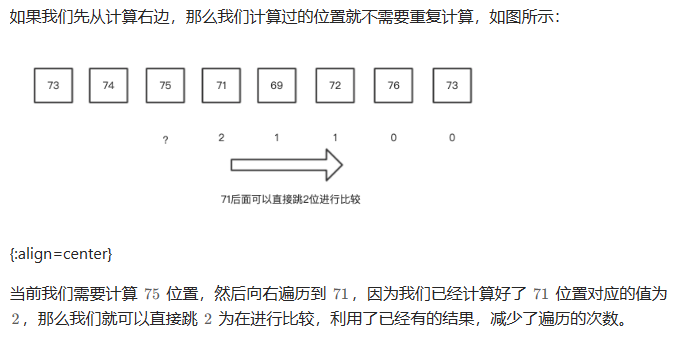 如果我们先从计算右边，那么我们计算过的位置就不需要重复计算，如图所示：
73 74 75 71 69 72 76 73
? 2 1 1 0 0
71后面可以直接跳2位进行比较
{:align=center}
当前我们需要计算 75 位置，然后向右遍历到 71，因为我们已经计算好了 71 位置对应的值为
2，那么我们就可以直接跳 2 为在进行比较，利用了已经有的结果，减少了遍历的次数。